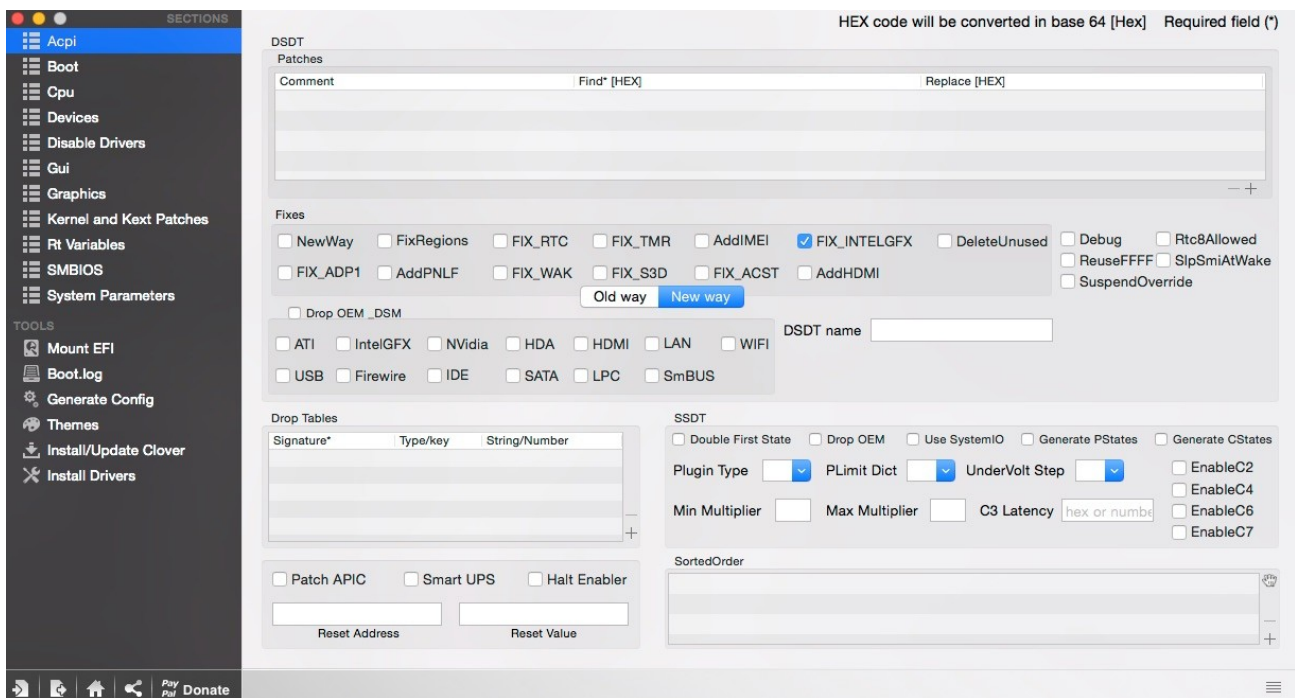 SECTIONS
HEX code will be converted in base 64 [Hex] Required field (*)
Acpi
Boot
Cpu
Devices
Disable Drivers
Gui
Graphics
Kernel and Kext Patches
Rt Variables
SMBIOS
System Parameters
TOOLS
Mount EFI
Boot.log
Generate Config
Themes
Install/Update Clover
Install Drivers
Pay Pal Donate
DSDT
Patches
Comment Find* [HEX] Replace [HEX]
Fixes
NewWay FixRegions FIX_RTC FIX_TMR AddIMEI FIX_INTELGFX DeleteUnused
FIX_ADP1 AddPNLF FIX_WAK FIX_S3D FIX_ACST AddHDMI
Debug Rtc8Allowed
ReuseFFFF SlpSmiAtWake
SuspendOverride
Old way New way
Drop OEM _DSM
ATI IntelGFX NVidia HDA HDMI LAN WIFI
USB Firewire IDE SATA LPC SmBUS
DSDT name
Drop Tables
Signature* Type/key String/Number
SSDT
Double First State Drop OEM Use SystemIO Generate PStates Generate CStates
Plugin Type PLimit Dict UnderVolt Step
Min Multiplier Max Multiplier C3 Latency hex or numbe
EnableC2
EnableC4
EnableC6
EnableC7
Patch APIC Smart UPS Halt Enabler
Reset Address Reset Value
SortedOrder